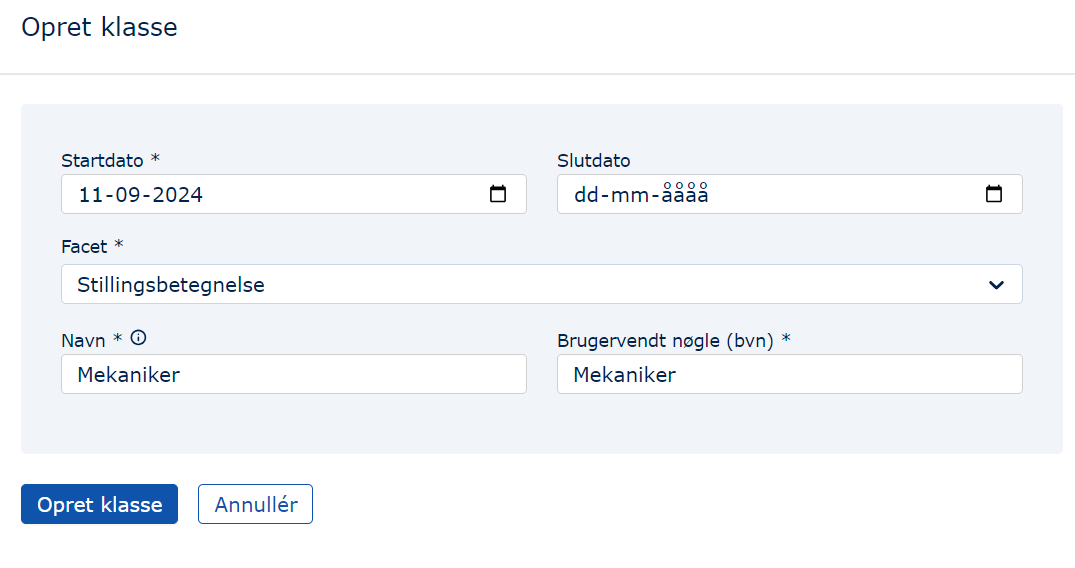 Opret klasse
Startdato *
Slutdato
11-09-2024
dd-mm-åååå
Facet *
Stillingsbetegnelse
Navn *
Brugervendt nøgle (bvn) *
Mekaniker
Mekaniker
Opret klasse
Annullér